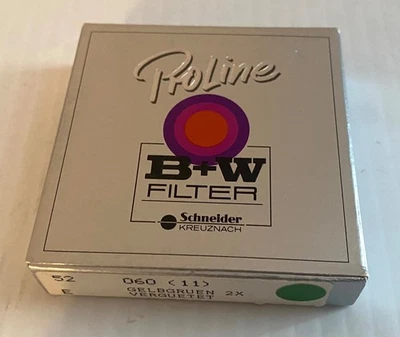 ProLine
B+W
FILTER
Schneider
KREUZNACH
52 060 (11)
E GELBGRUEN 2X
VERGUETET